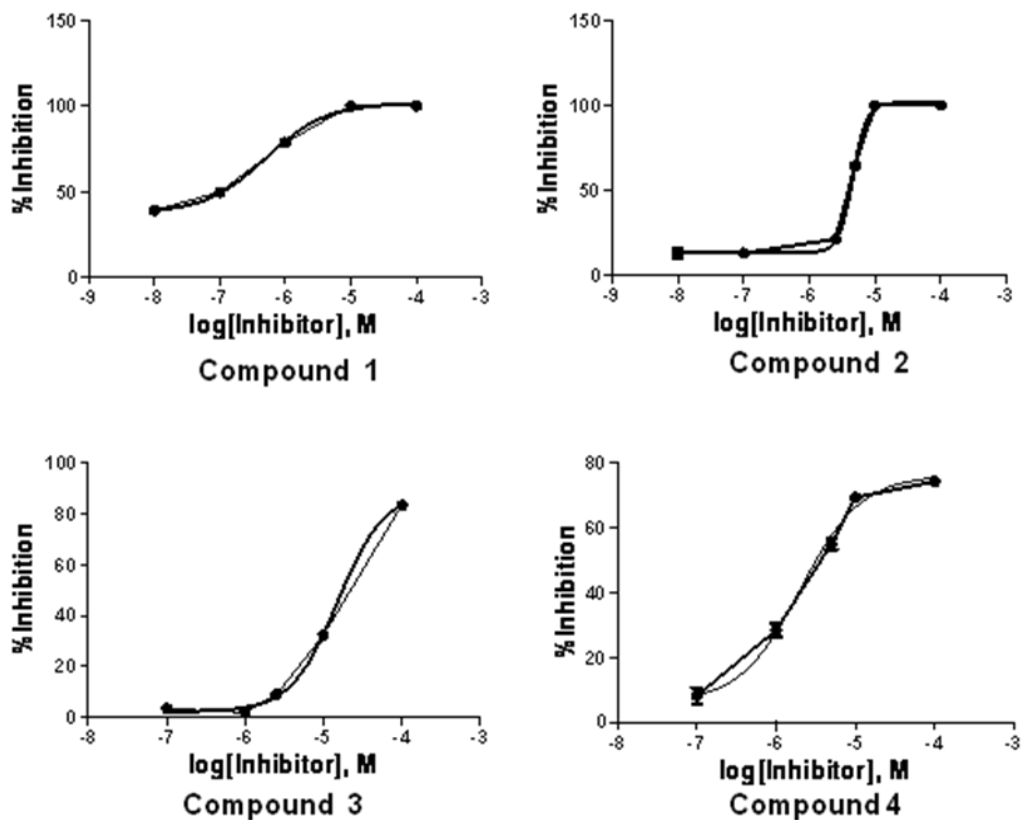 150
100
50
0
% Inhibition
-9 -8 -7 -6 -5 -4 -3
log[Inhibitor], M
Compound 1
150
100
50
0
% Inhibition
-9 -8 -7 -6 -5 -4 -3
log[Inhibitor], M
Compound 2
100
80
60
40
20
0
% Inhibition
-8 -7 -6 -5 -4 -3
log[Inhibitor], M
Compound 3
80
60
40
20
0
% Inhibition
-8 -7 -6 -5 -4 -3
log[Inhibitor], M
Compound 4